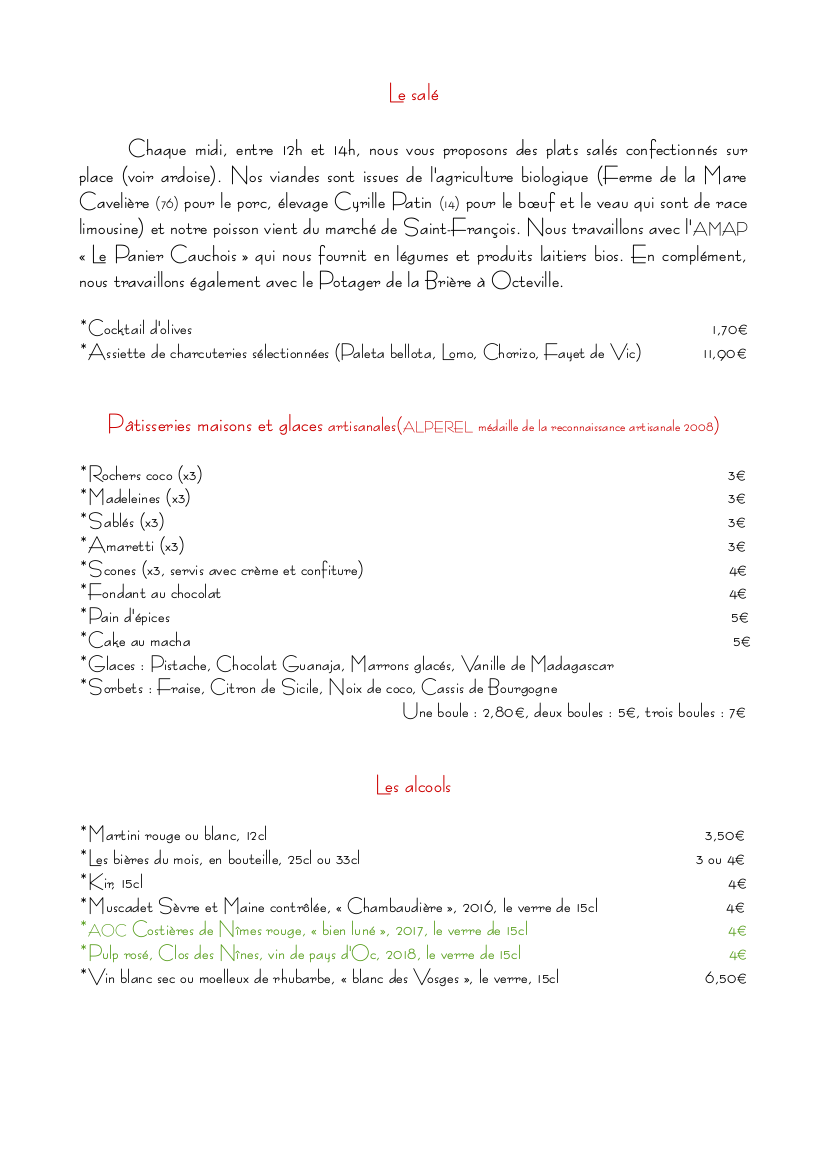 Le salé
Chaque midi, entre 12h et 14h, nous vous proposons des plats salés confectionnés sur
place (voir ardoise). Nos viandes sont issues de l'agriculture biologique (Ferme de la Mare
Cavelière (76) pour le porc, élevage Cyrille Patin (14) pour le bœuf et le veau qui sont de race
limousine) et notre poisson vient du marché de Saint-François. Nous travaillons avec l'AMAP
« Le Panier Cauchois » qui nous fournit en légumes et produits laitiers bios. En complément,
nous travaillons également avec le Potager de la Brière à Octeville.
*Cocktail d'olives 1,70€
*Assiette de charcuteries sélectionnées (Paleta bellota, Lomo, Chorizo, Fayet de Vic) 11,90€
Pâtisseries maisons et glaces artisanales(ALPEREL médaille de la reconnaissance artisanale 2008)
*Rochers coco (x3) 3€
*Madeleines (x3) 3€
*Sablés (x3) 3€
*Amaretti (x3) 3€
*Scones (x3, servis avec crème et confiture) 4€
*Fondant au chocolat 4€
*Pain d'épices 5€
*Cake au macha 5€
*Glaces : Pistache, Chocolat Guanaja, Marrons glacés, Vanille de Madagascar
*Sorbets : Fraise, Citron de Sicile, Noix de coco, Cassis de Bourgogne
Une boule : 2,80€, deux boules : 5€, trois boules : 7€
Les alcools
*Martini rouge ou blanc, 12cl 3,50€
*Les bières du mois, en bouteille, 25cl ou 33cl 3 ou 4€
*Kir, 15cl 4€
*Muscadet Sèvre et Maine contrôlée, « Chambaudière », 2016, le verre de 15cl 4€
*AOC Costières de Nîmes rouge, « bien luné », 2017, le verre de 15cl 4€
*Pulp rosé, Clos des Nînes, vin de pays d'Oc, 2018, le verre de 15cl 4€
*Vin blanc sec ou moelleux de rhubarbe, « blanc des Vosges », le verre, 15cl 6,50€